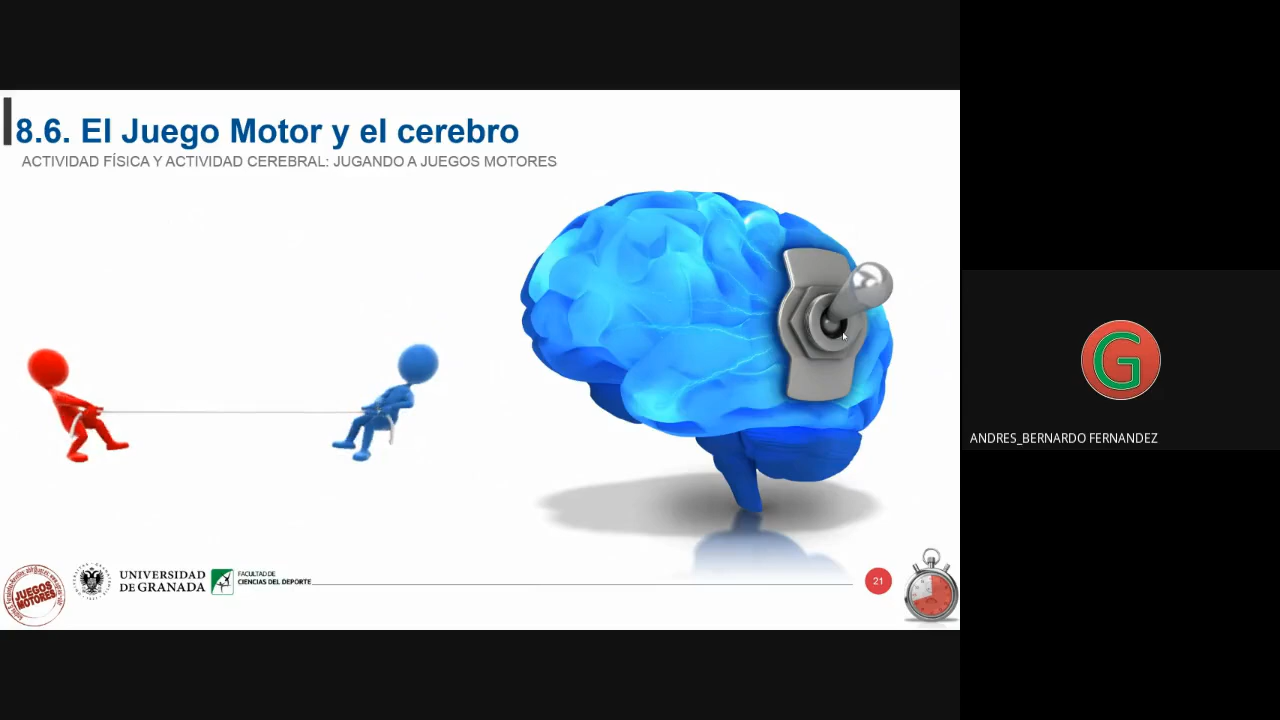 8.6. El Juego Motor y el cerebro
ACTIVIDAD FÍSICA Y ACTIVIDAD CEREBRAL: JUGANDO A JUEGOS MOTORES
G
ANDRES_BERNARDO FERNANDEZ
JUEGOS
MOTORES
UNIVERSIDAD
DE GRANADA
FACULTAD DE
CIENCIAS DEL DEPORTE
21